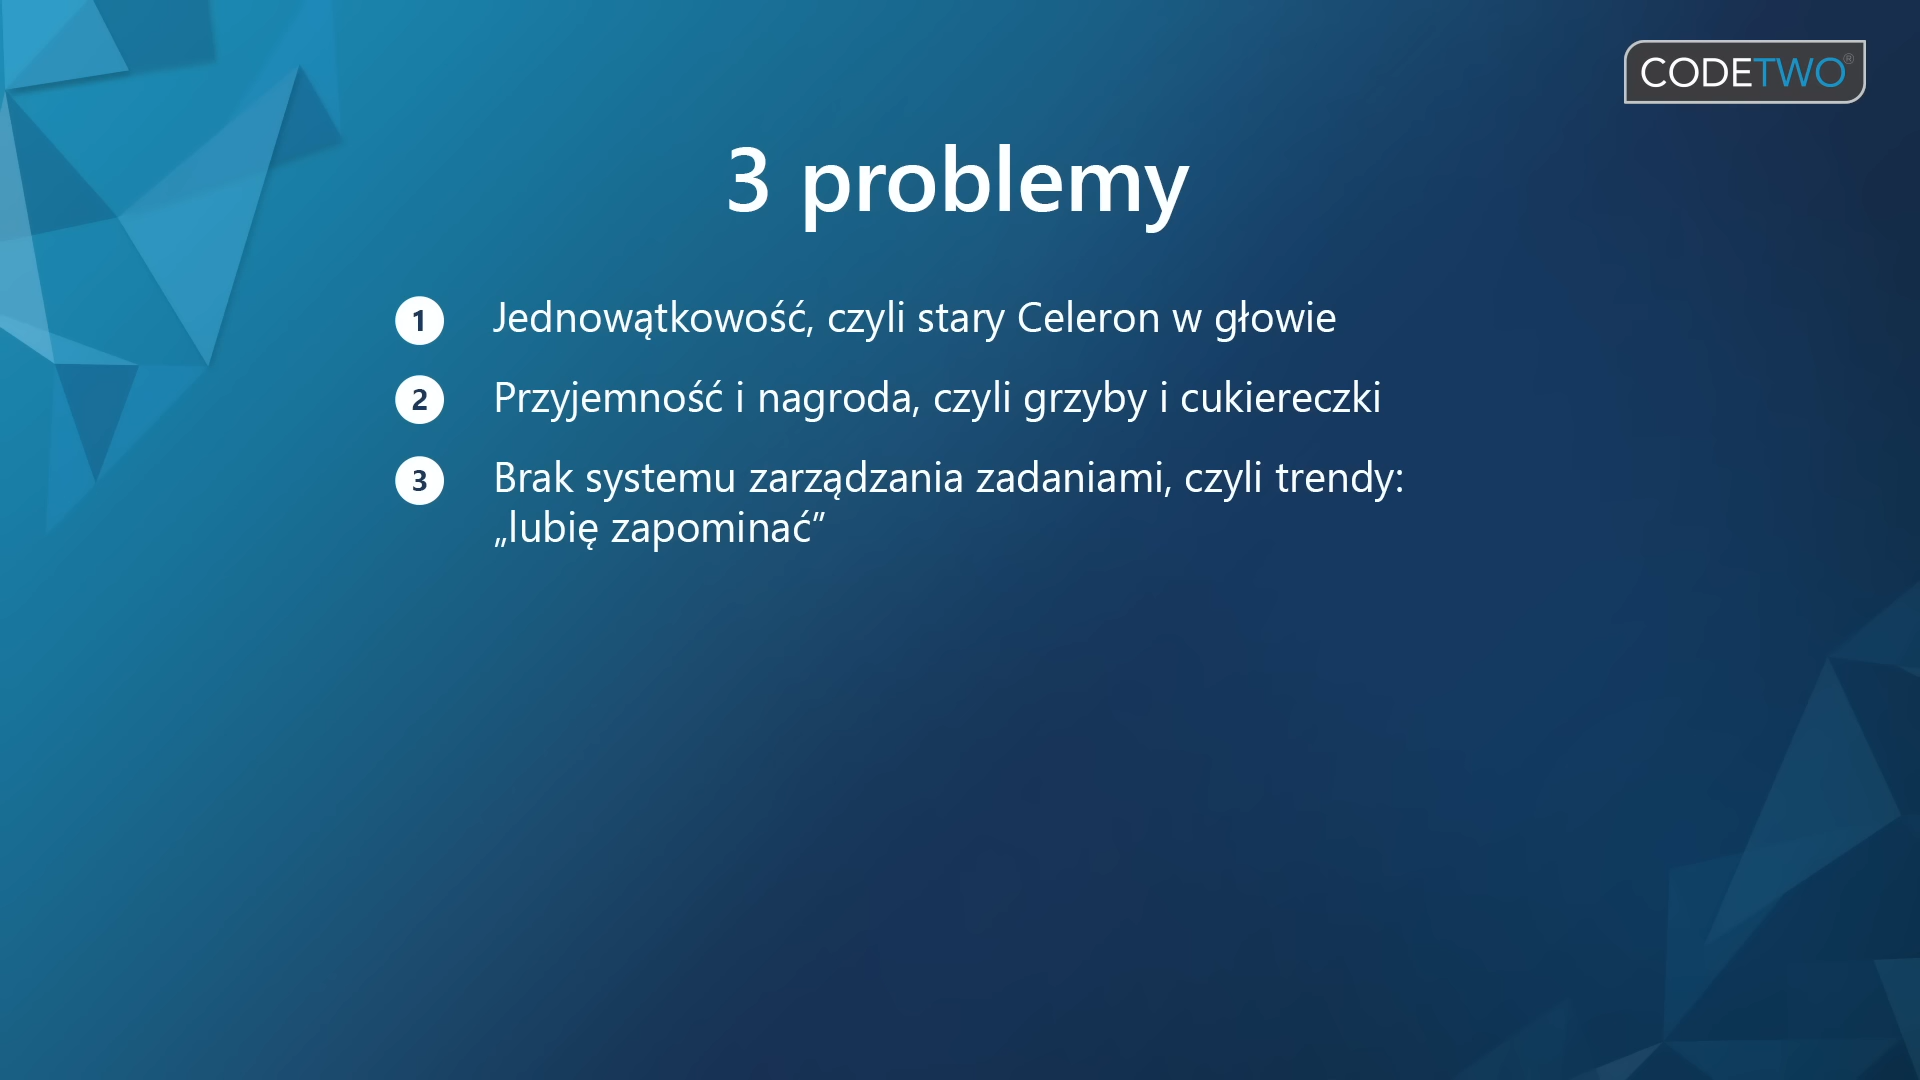 CODETWO®
3 problemy
1 Jednowątkowość, czyli stary Celeron w głowie
2 Przyjemność i nagroda, czyli grzyby i cukiereczki
3 Brak systemu zarządzania zadaniami, czyli trendy:
„lubię zapominać”